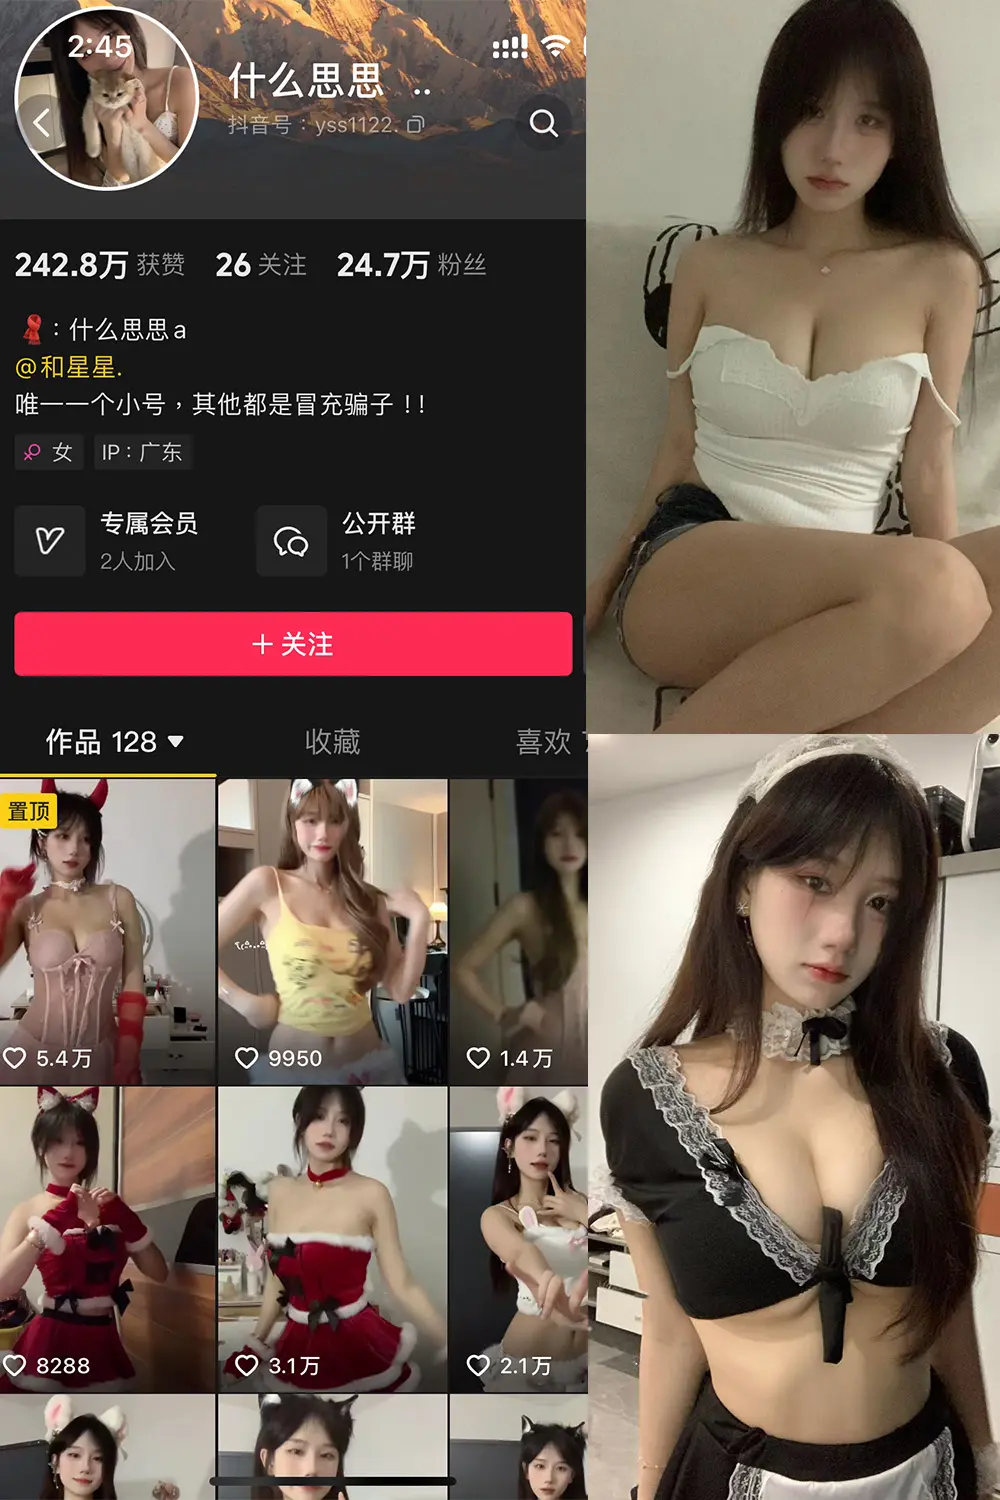 2:45
什么思思 ..
抖音号：yss1122.
242.8万 获赞 26 关注 24.7万 粉丝
：什么思思a
@和星星.
唯一一个小号，其他都是冒充骗子！！
女 IP：广东
专属会员
2人加入
公开群
1个群聊
关注
作品 128 收藏 喜欢
置顶
5.4万 9950 1.4万
8288 3.1万 2.1万